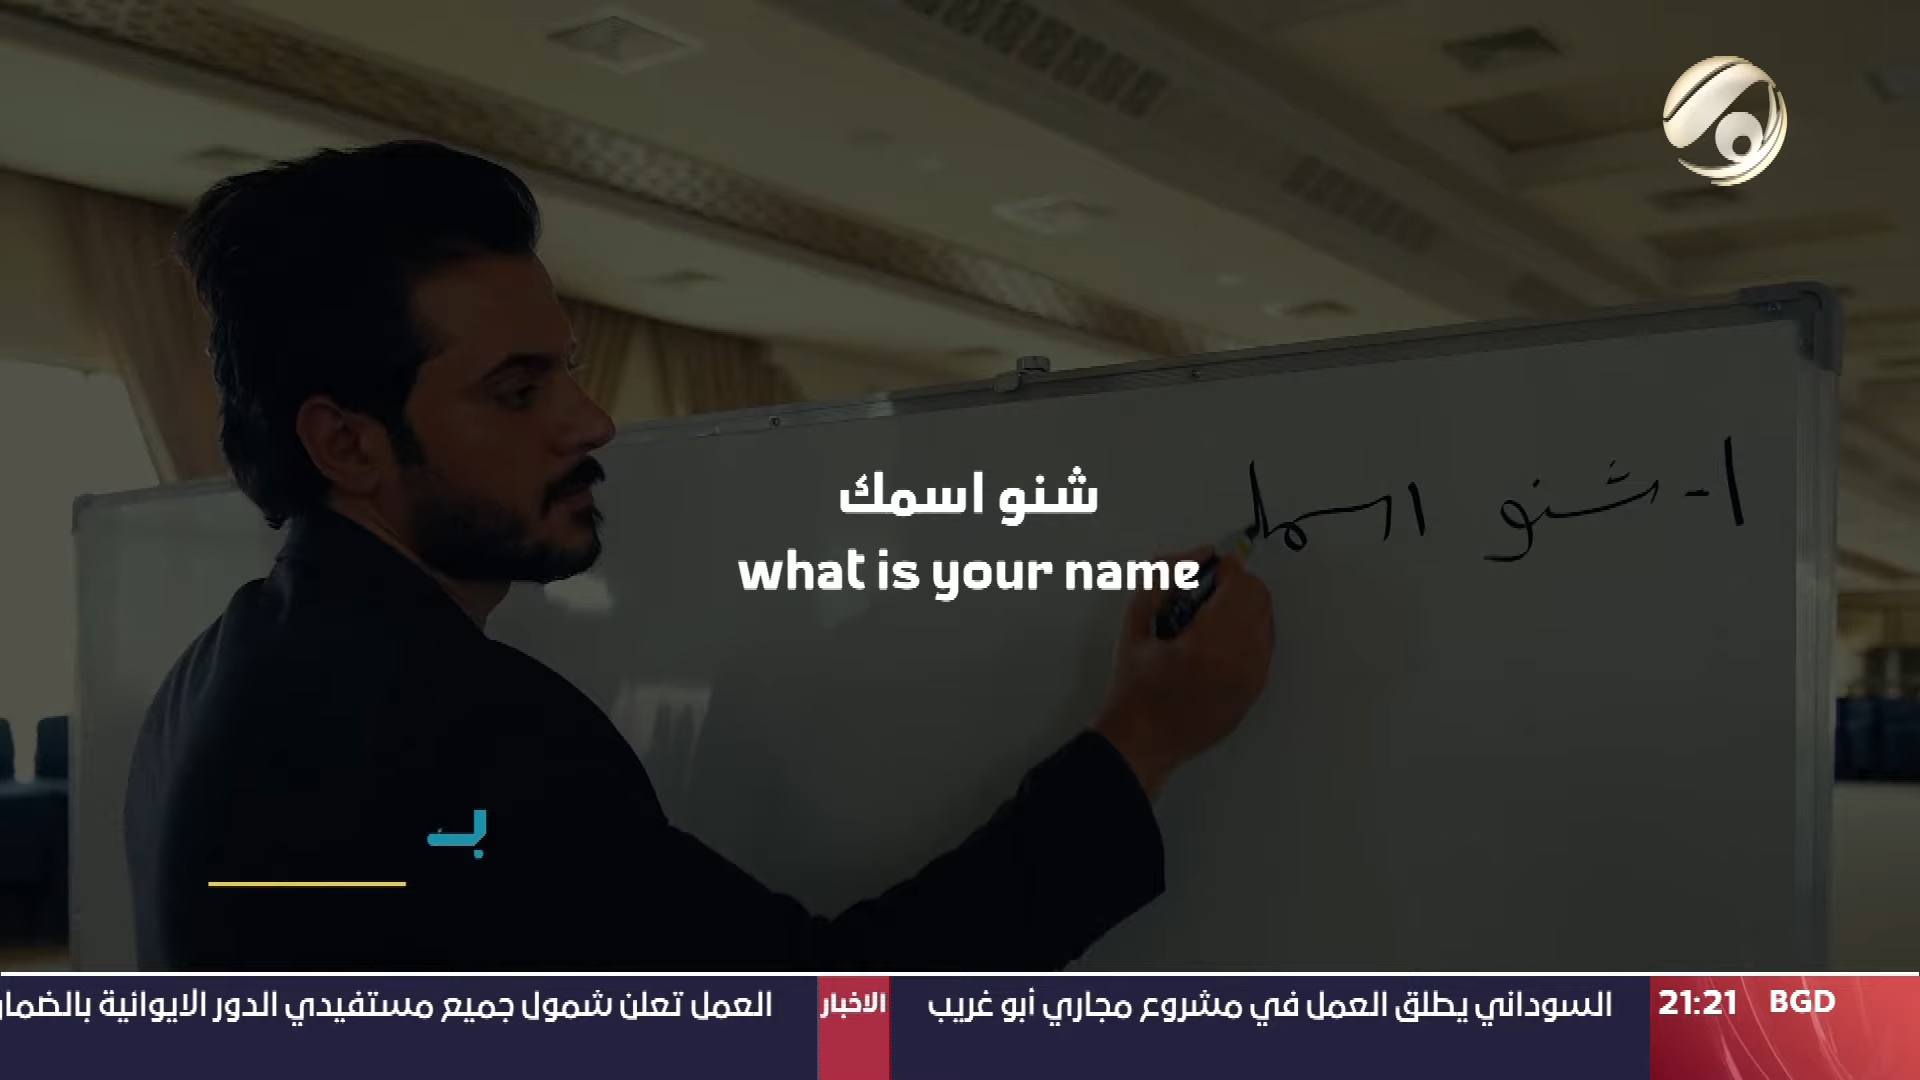 شنو اسمك
what is your name
١- شنو اسمـ
بـ
السوداني يطلق العمل في مشروع مجاري أبو غريب
الاخبار
العمل تعلن شمول جميع مستفيدي الدور الايوائية
21:21 BGD